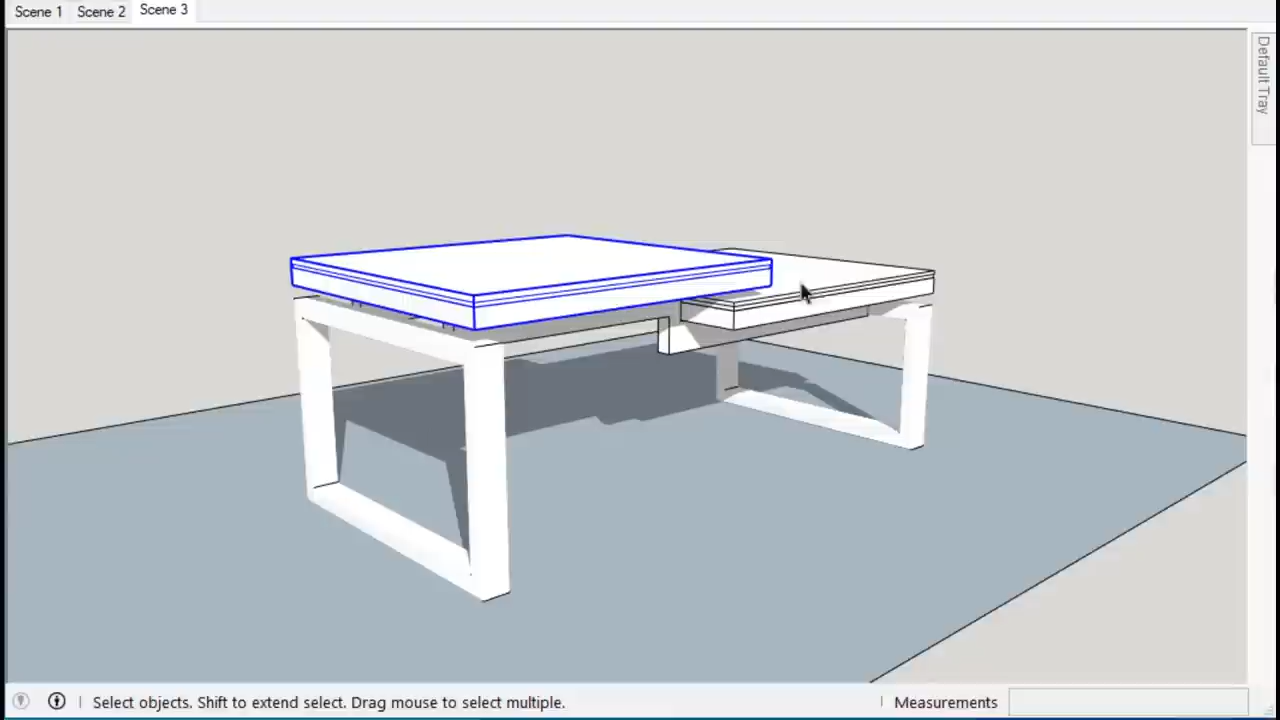 Scene 1 Scene 2 Scene 3
Default Tray
Select objects. Shift to extend select. Drag mouse to select multiple.
Measurements